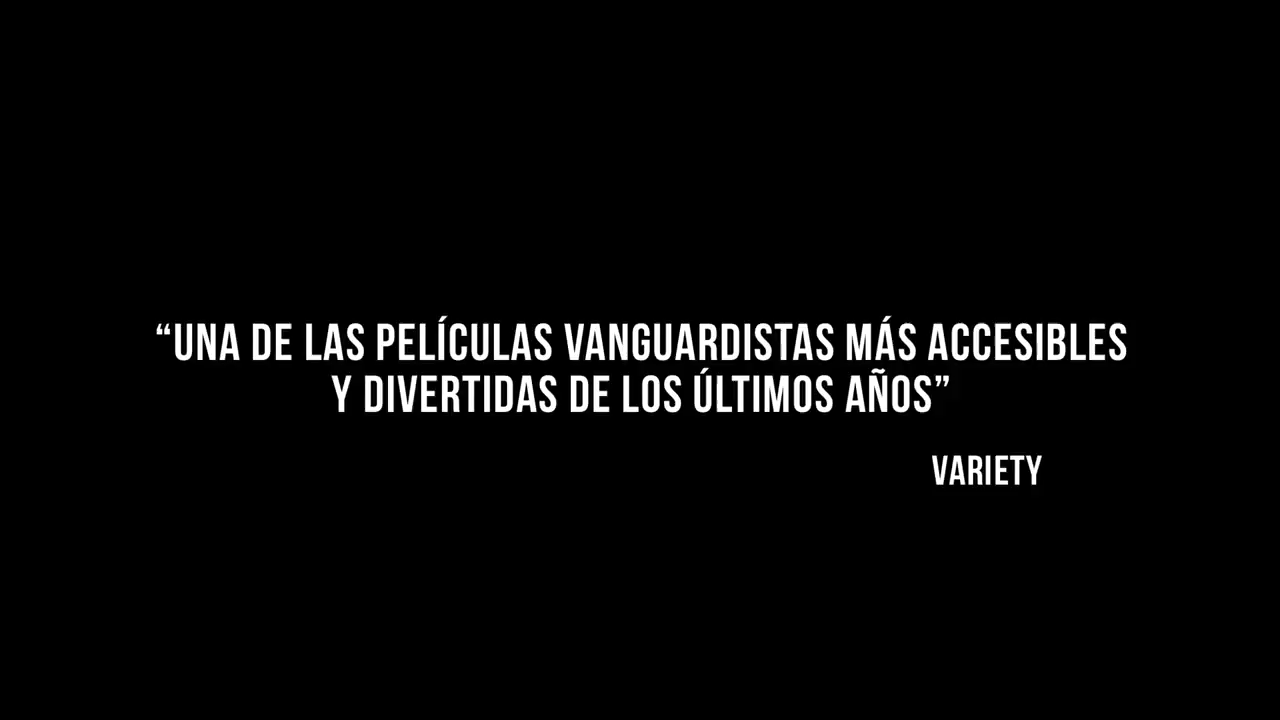 “UNA DE LAS PELÍCULAS VANGUARDISTAS MÁS ACCESIBLES
Y DIVERTIDAS DE LOS ÚLTIMOS AÑOS”
VARIETY